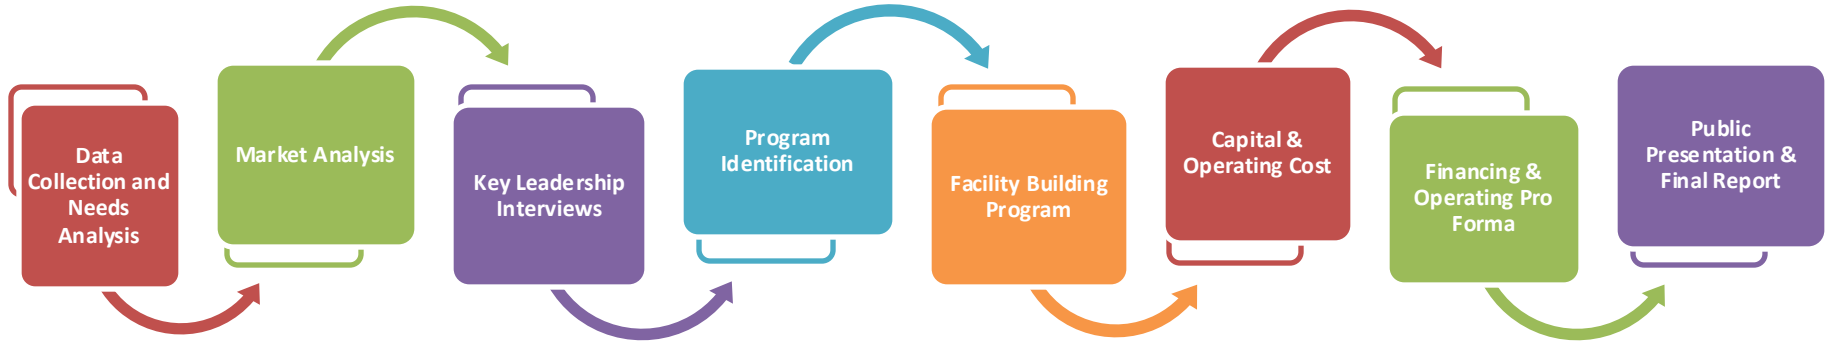 Data
Collection and
Needs
Analysis
Market Analysis
Key Leadership
Interviews
Program
Identification
Facility Building
Program
Capital &
Operating Cost
Financing &
Operating Pro
Forma
Public
Presentation &
Final Report